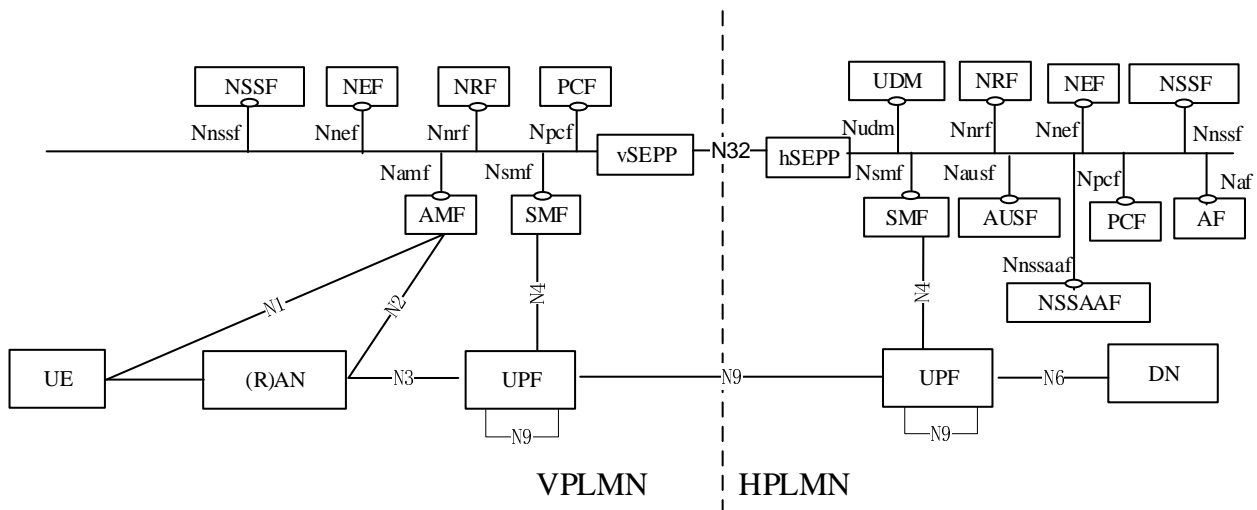 NSSF NEF NRF PCF UDM NRF NEF NSSF
Nnssf Nnef Nnrf Npcf Nudm Nnrf Nnef Nnssf
vSEPP N32 hSEPP
Namf Nsmf Nsmf Nausf Npcf Naf
AMF SMF SMF AUSF PCF AF
Nnssaaf
N1 N2 N4 N4 NSSAAF
UE (R)AN N3 UPF N9 UPF N6 DN
N9 N9
VPLMN HPLMN